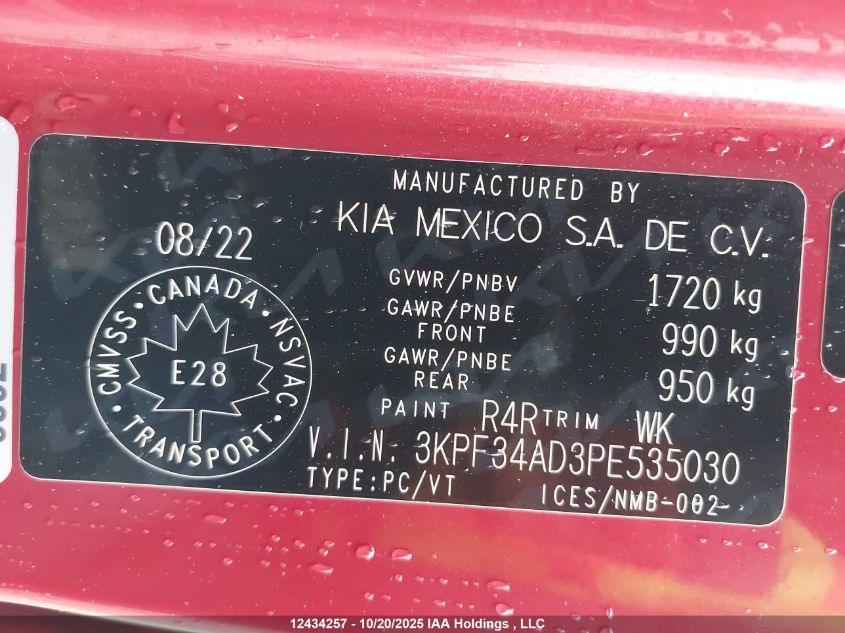 MANUFACTURED BY
08/22 KIA MEXICO S.A. DE C.V.
GVWR/PNBV 1720 kg
GAWR/PNBE FRONT 990 kg
GAWR/PNBE REAR 950 kg
PAINT R4R TRIM WK
V.I.N. 3KPF34AD3PE535030
TYPE:PC/VT ICES/NMB-002
CMVSS · CANADA · NSVAC · TRANSPORT ·
E28
12434257 - 10/20/2025 IAA Holdings , LLC